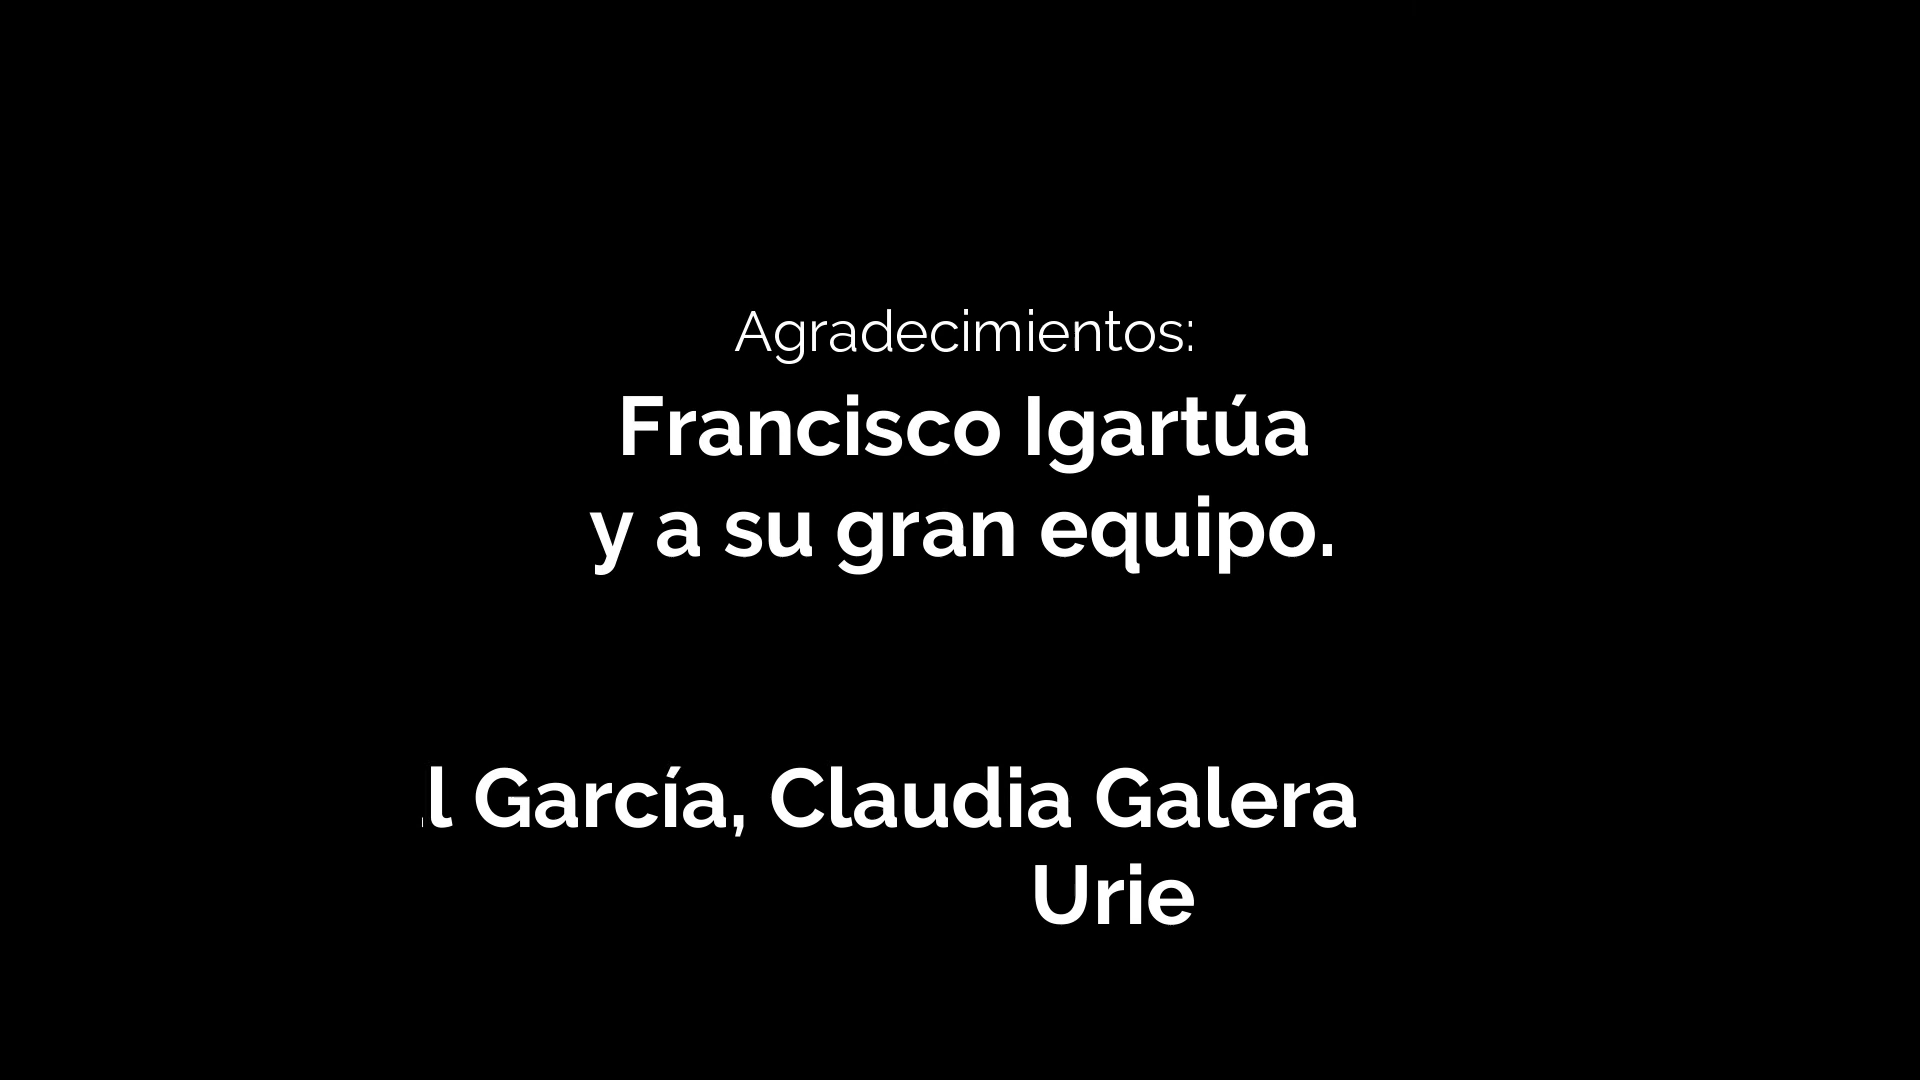 Agradecimientos:
Francisco Igartúa
y a su gran equipo.
l García, Claudia Galera
Urie